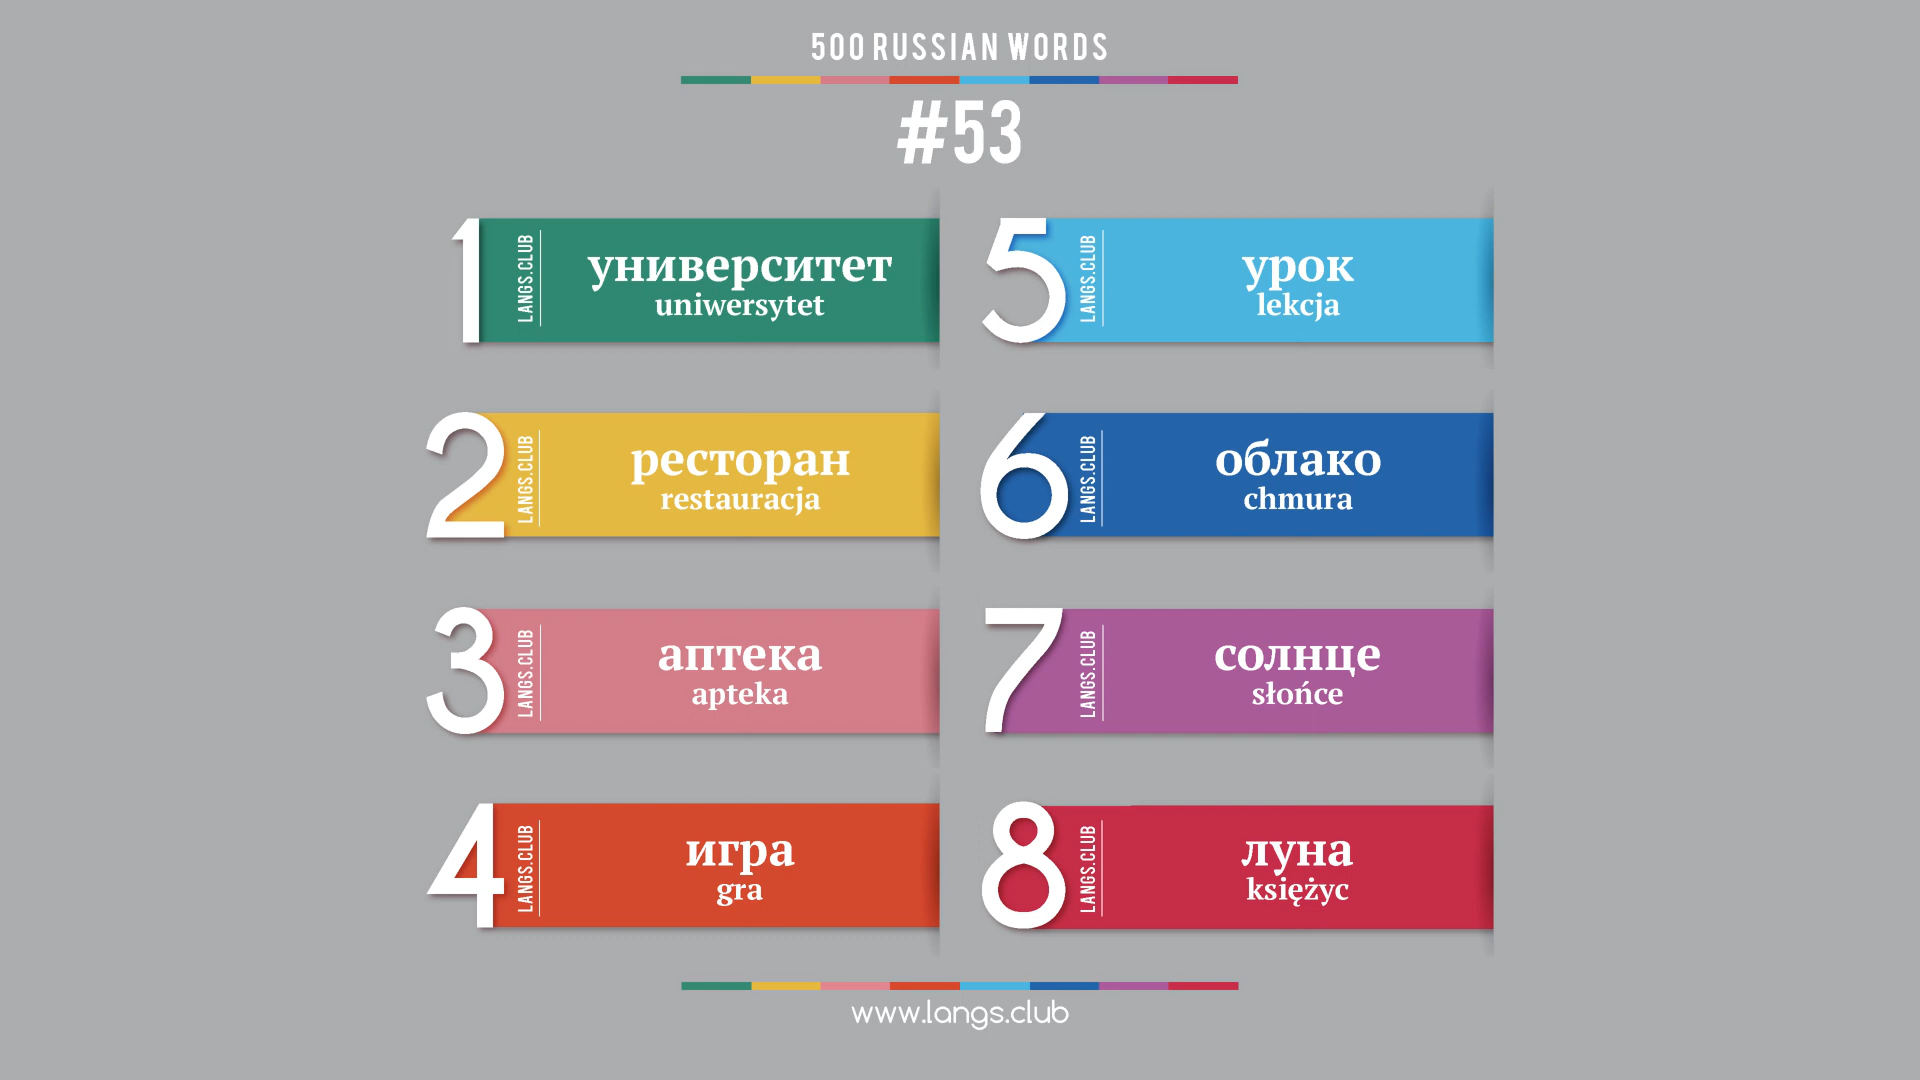 500 RUSSIAN WORDS
#53
1
LANGS.CLUB
университет
uniwersytet
2
LANGS.CLUB
ресторан
restauracja
3
LANGS.CLUB
аптека
apteka
4
LANGS.CLUB
игра
gra
5
LANGS.CLUB
урок
lekcja
6
LANGS.CLUB
облако
chmura
7
LANGS.CLUB
солнце
słońce
8
LANGS.CLUB
луна
księżyc
www.langs.club